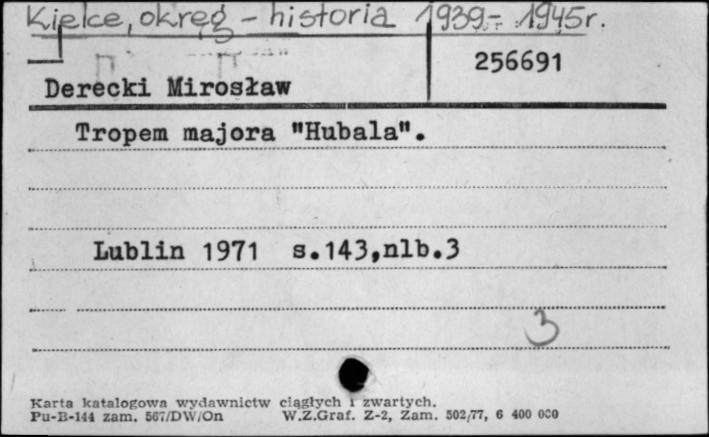 Kielce, okręg - historia 1939 - 1945 r.
256691
Derecki Mirosław
Tropem majora "Hubala".
Lublin 1971 s.143,nlb.3
3
Karta katalogowa wydawnictw ciągłych i zwartych.
Pu-B-144 zam. 567/DW/On W.Z.Graf. Z-2, Zam. 502/77, 6 400 000